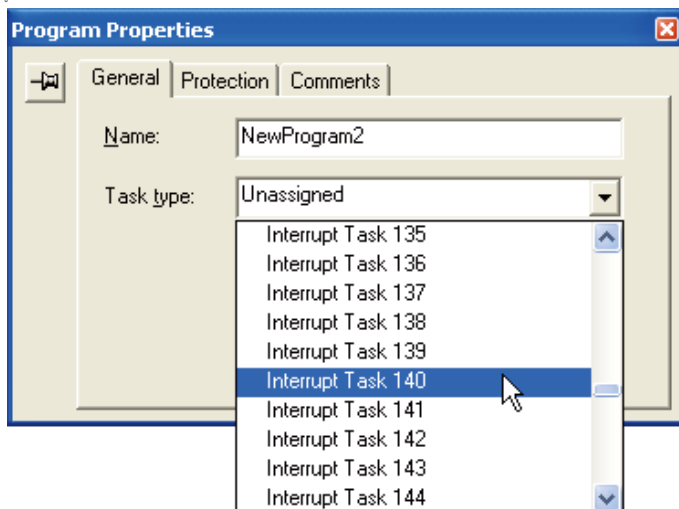 Program Properties
General Protection Comments
Name: NewProgram2
Task type: Unassigned
Interrupt Task 135
Interrupt Task 136
Interrupt Task 137
Interrupt Task 138
Interrupt Task 139
Interrupt Task 140
Interrupt Task 141
Interrupt Task 142
Interrupt Task 143
Interrupt Task 144